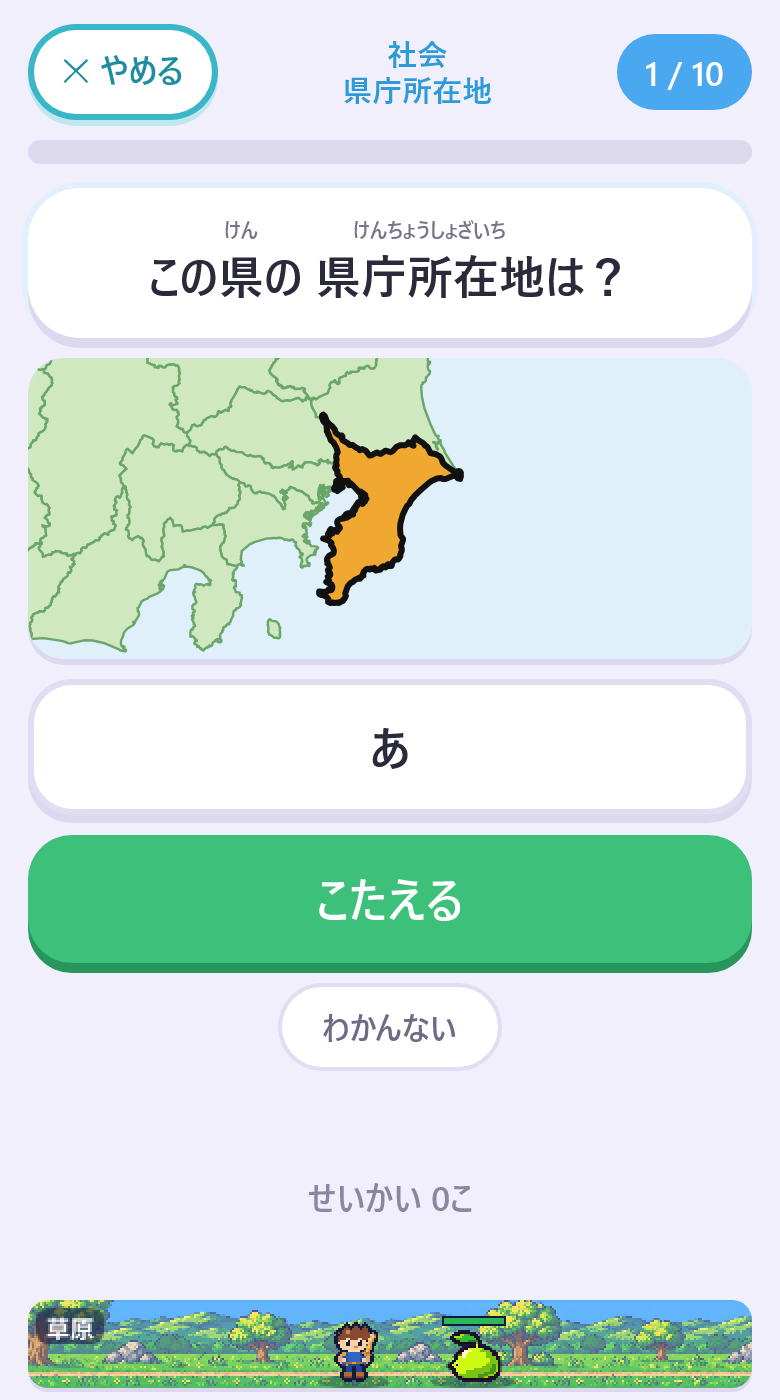 × やめる
社会
県庁所在地
1 / 10
けん けんちょうしょざいち
この県の 県庁所在地は？
あ
こたえる
わかんない
せいかい 0こ
草原